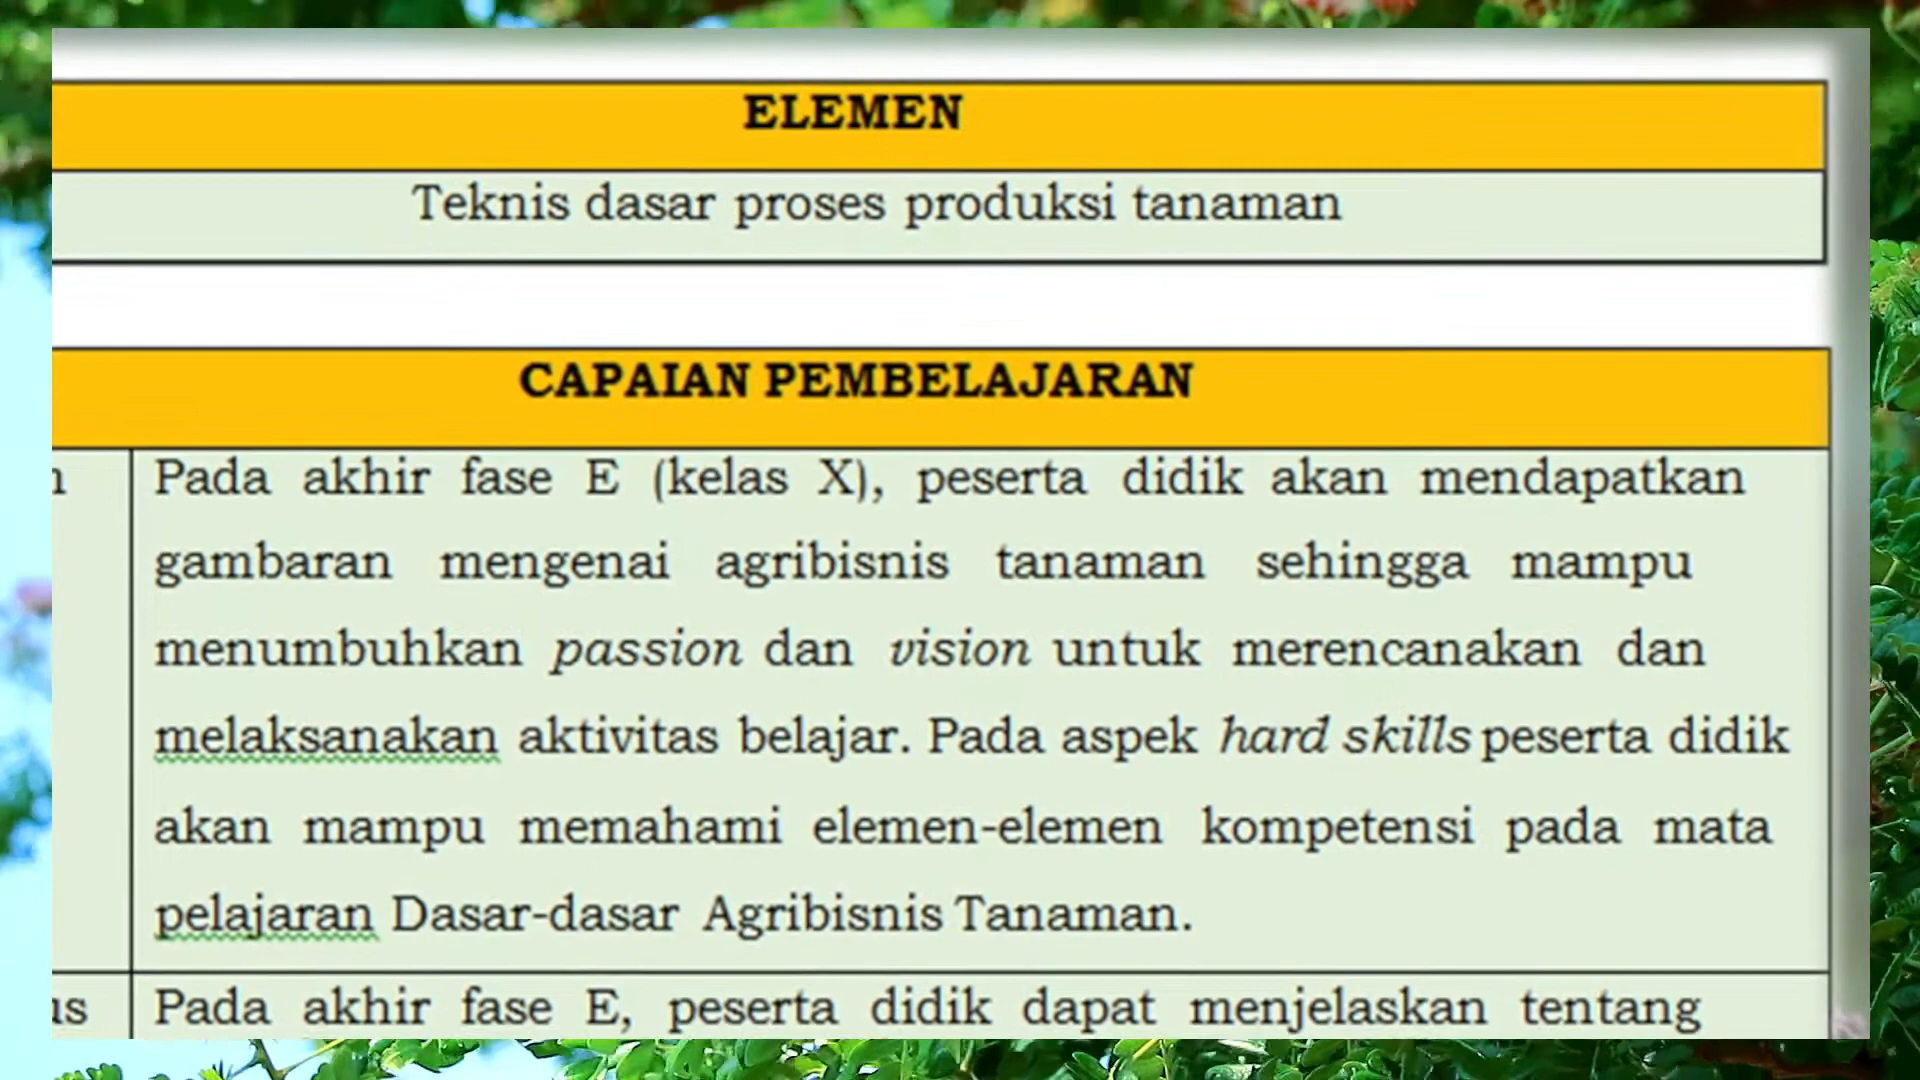 ELEMEN
Teknis dasar proses produksi tanaman
CAPAIAN PEMBELAJARAN
Pada akhir fase E (kelas X), peserta didik akan mendapatkan
gambaran mengenai agribisnis tanaman sehingga mampu
menumbuhkan passion dan vision untuk merencanakan dan
melaksanakan aktivitas belajar. Pada aspek hard skills peserta didik
akan mampu memahami elemen-elemen kompetensi pada mata
pelajaran Dasar-dasar Agribisnis Tanaman.
Pada akhir fase E, peserta didik dapat menjelaskan tentang